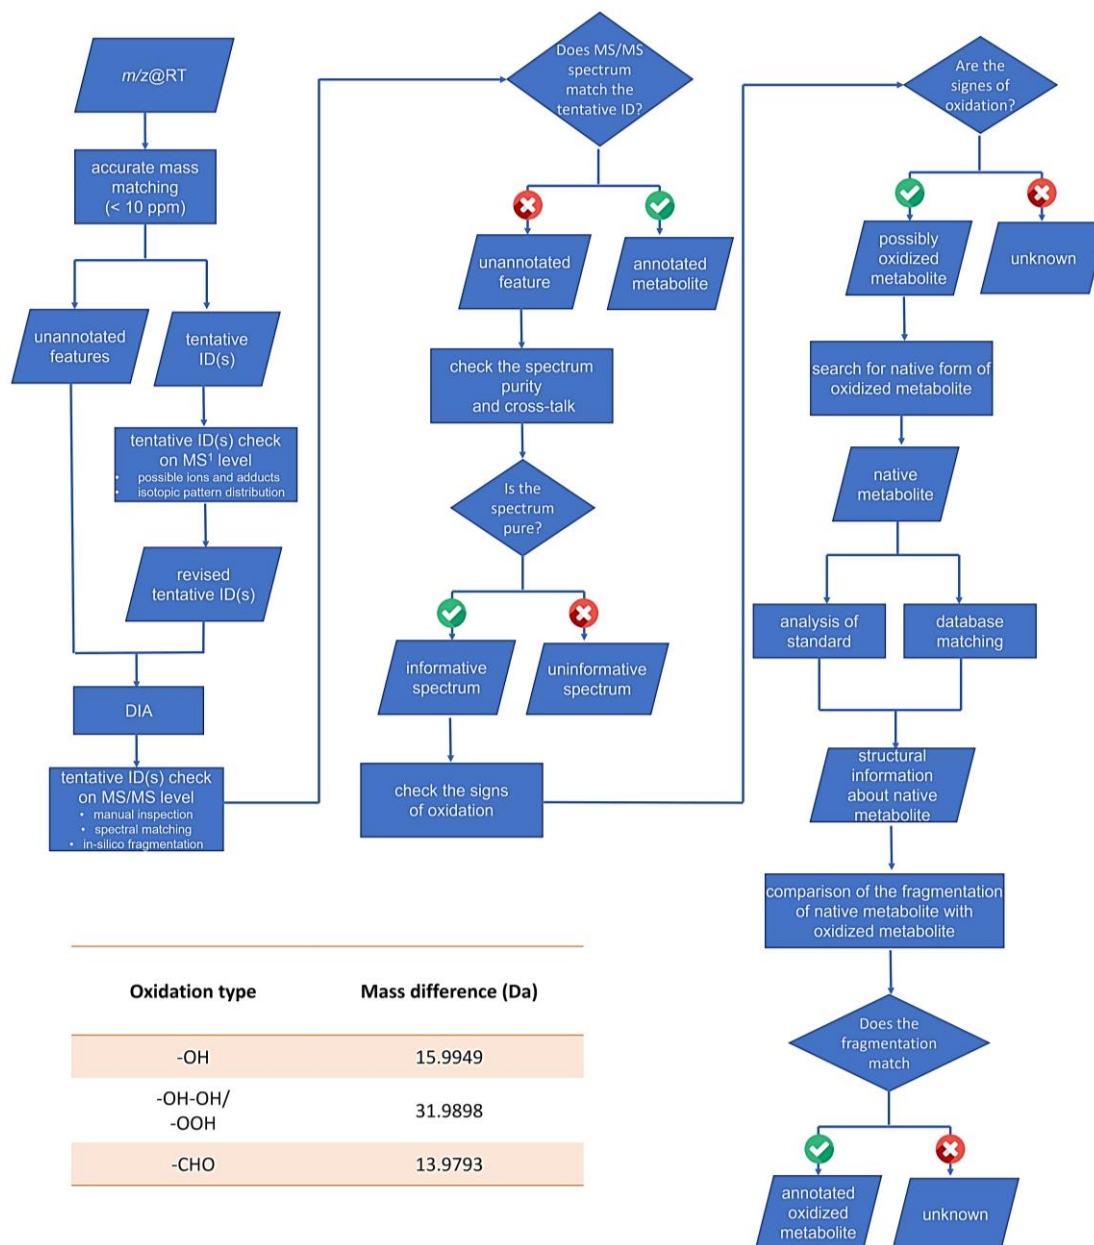 m/z@RT
accurate mass
matching
(< 10 ppm)
unannotated
features
tentative
ID(s)
tentative ID(s) check
on MS¹ level
• possible ions and adducts
• isotopic pattern distribution
revised
tentative ID(s)
DIA
tentative ID(s) check
on MS/MS level
• manual inspection
• spectral matching
• in-silico fragmentation
Does MS/MS
spectrum
match the
tentative ID?
unannotated
feature
annotated
metabolite
check the spectrum
purity
and cross-talk
Is the
spectrum
pure?
informative
spectrum
uninformative
spectrum
check the signs
of oxidation
Are the
signes of
oxidation?
possibly
oxidized
metabolite
unknown
search for native form of
oxidized metabolite
native
metabolite
analysis of
standard
database
matching
structural
information
about native
metabolite
comparison of the fragmentation
of native metabolite with
oxidized metabolite
Does the
fragmentation
match
annotated
oxidized
metabolite
unknown
Oxidation type Mass difference (Da)
-OH 15.9949
-OH-OH/
-OOH 31.9898
-CHO 13.9793